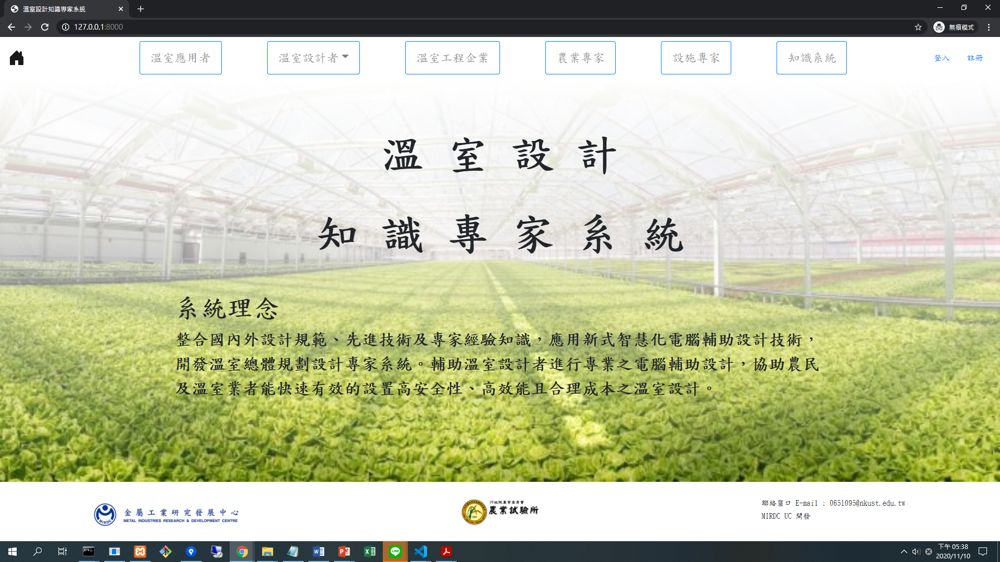 溫室設計知識專家系統
127.0.0.1:8000
無痕模式
溫室應用者
溫室設計者
溫室工程企業
農業專家
設施專家
知識系統
登入
註冊
溫室設計
知識專家系統
系統理念
整合國內外設計規範、先進技術及專家經驗知識，應用新式智慧化電腦輔助設計技術，
開發溫室總體規劃設計專家系統。輔助溫室設計者進行專業之電腦輔助設計，協助農民
及溫室業者能快速有效的設置高安全性、高效能且合理成本之溫室設計。
MIRDC
金屬工業研究發展中心
METAL INDUSTRIES RESEARCH & DEVELOPMENT CENTRE
行政院農業委員會
農業試驗所
聯絡窗口 E-mail : 0651095@nkust.edu.tw
MIRDC UC 開發
LINE
下午 05:38
2020/11/10